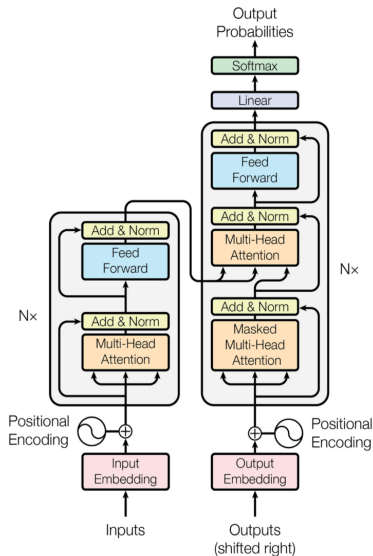 Output
Probabilities
Softmax
Linear
Add & Norm
Feed
Forward
Add & Norm
Multi-Head
Attention
Nx
Add & Norm
Masked
Multi-Head
Attention
Add & Norm
Feed
Forward
Nx
Add & Norm
Multi-Head
Attention
Positional
Encoding
Positional
Encoding
Input
Embedding
Output
Embedding
Inputs
Outputs
(shifted right)